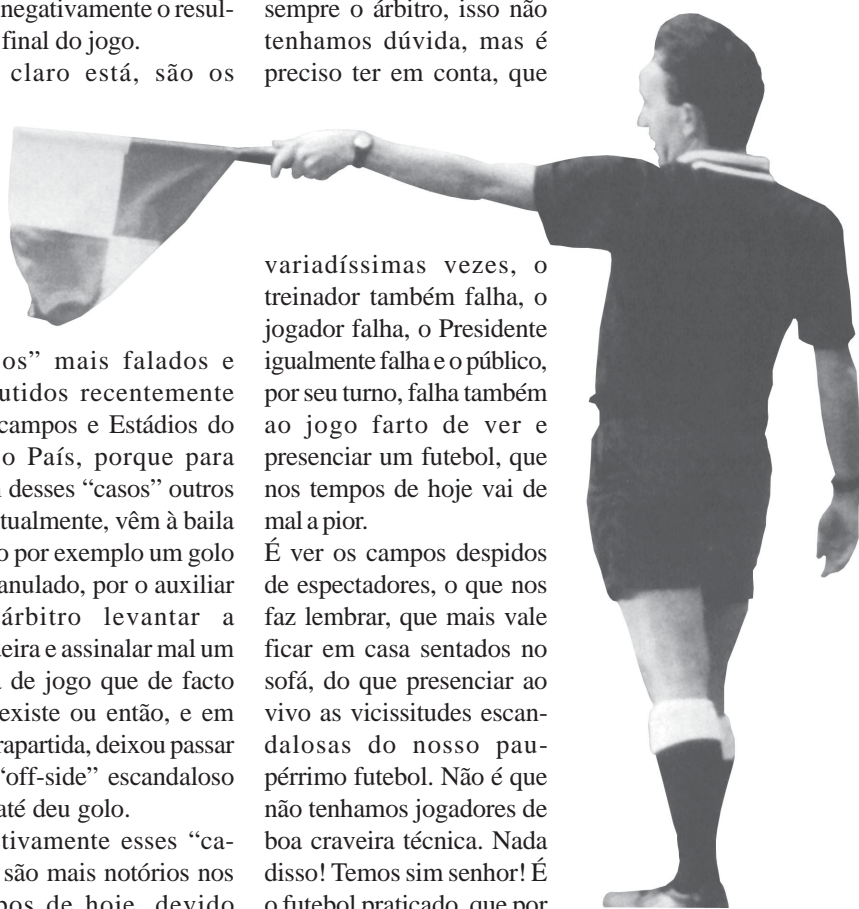 negativamente o resul-
final do jogo.
claro está, são os
os” mais falados e
utidos recentemente
campos e Estádios do
o País, porque para
desses “casos” outros
tualmente, vêm à baila
o por exemplo um golo
anulado, por o auxiliar
árbitro levantar a
eira e assinalar mal um
de jogo que de facto
existe ou então, e em
rapartida, deixou passar
“off-side” escandaloso
até deu golo.
tivamente esses “ca-
são mais notórios nos
pos de hoje, devido
sempre o árbitro, isso não
tenhamos dúvida, mas é
preciso ter em conta, que
variadíssimas vezes, o
treinador também falha, o
jogador falha, o Presidente
igualmente falha e o público,
por seu turno, falha também
ao jogo farto de ver e
presenciar um futebol, que
nos tempos de hoje vai de
mal a pior.
É ver os campos despidos
de espectadores, o que nos
faz lembrar, que mais vale
ficar em casa sentados no
sofá, do que presenciar ao
vivo as vicissitudes escan-
dalosas do nosso pau-
pérrimo futebol. Não é que
não tenhamos jogadores de
boa craveira técnica. Nada
disso! Temos sim senhor! É
o futebol praticado, que por